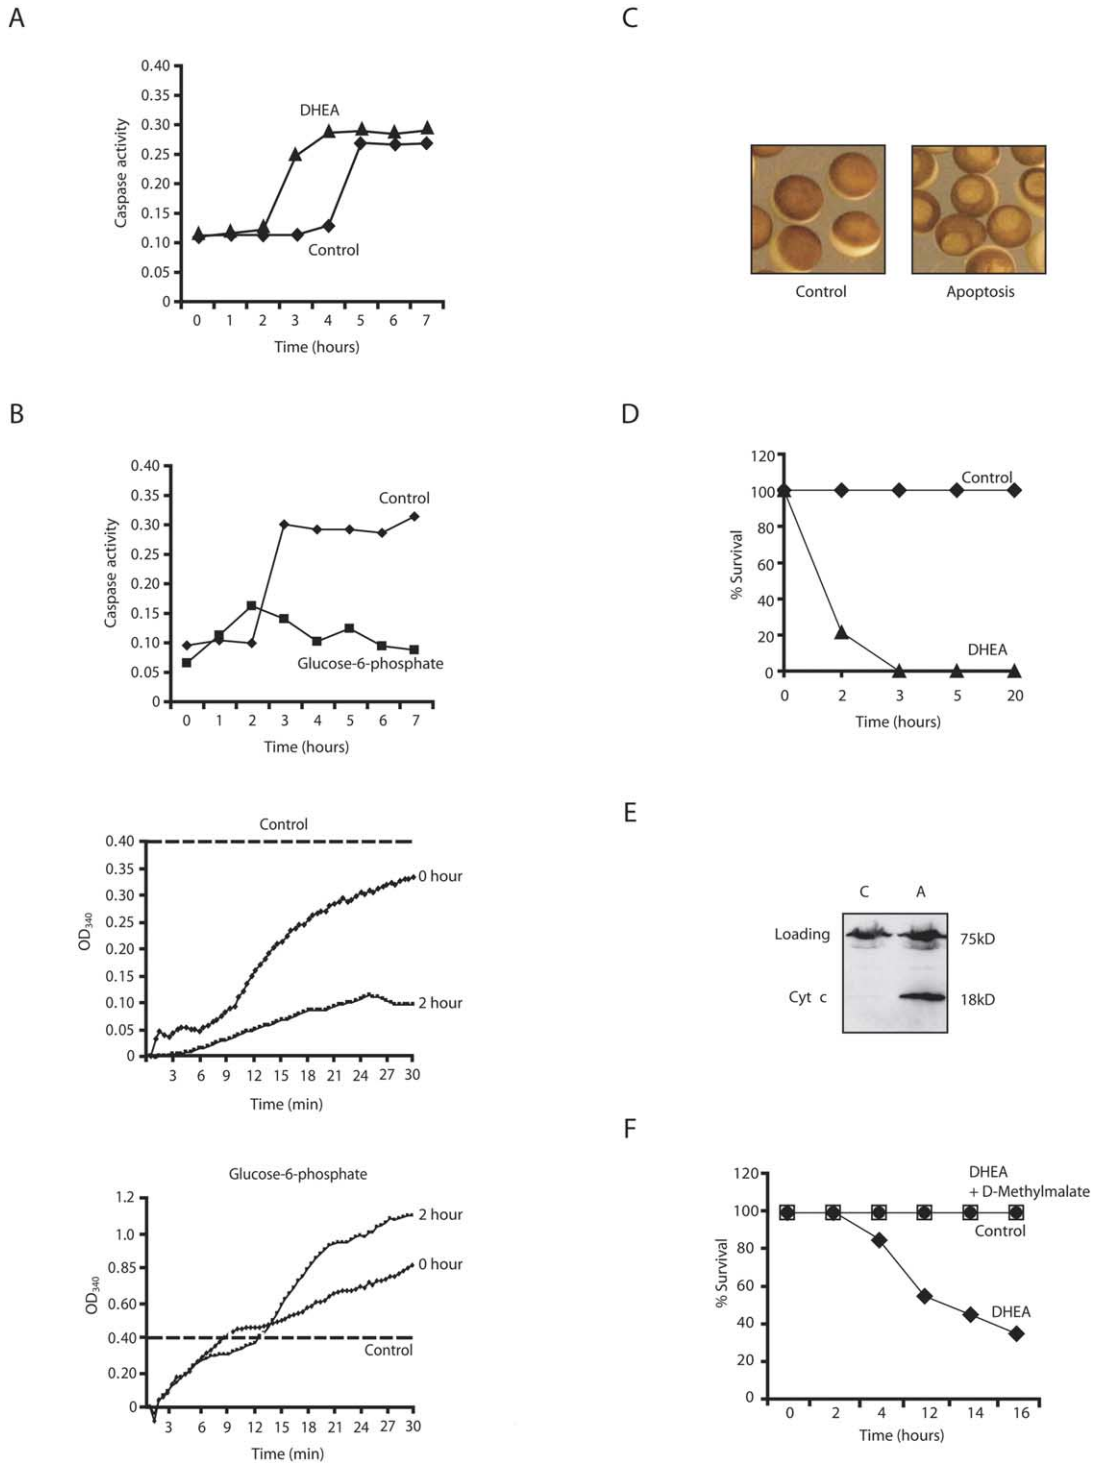 A
0.40
0.35
0.30
0.25
0.20
0.15
0.10
0.05
0
Caspase activity
DHEA
Control
0 1 2 3 4 5 6 7
Time (hours)
B
0.40
0.35
0.30
0.25
0.20
0.15
0.10
0.05
0
Caspase activity
Control
Glucose-6-phosphate
0 1 2 3 4 5 6 7
Time (hours)
Control
0.40
0.35
0.30
0.25
0.20
0.15
0.10
0.05
0
OD340
0 hour
2 hour
3 6 9 12 15 18 21 24 27 30
Time (min)
Glucose-6-phosphate
1.2
1.0
0.85
0.60
0.40
0.20
0
OD340
2 hour
0 hour
Control
3 6 9 12 15 18 21 24 27 30
Time (min)
C
Control
Apoptosis
D
120
100
80
60
40
20
0
% Survival
Control
DHEA
0 2 3 5 20
Time (hours)
E
C A
Loading 75kD
Cyt c 18kD
F
120
100
80
60
40
20
0
% Survival
DHEA
+ D-Methylmalate
Control
DHEA
0 2 4 12 14 16
Time (hours)